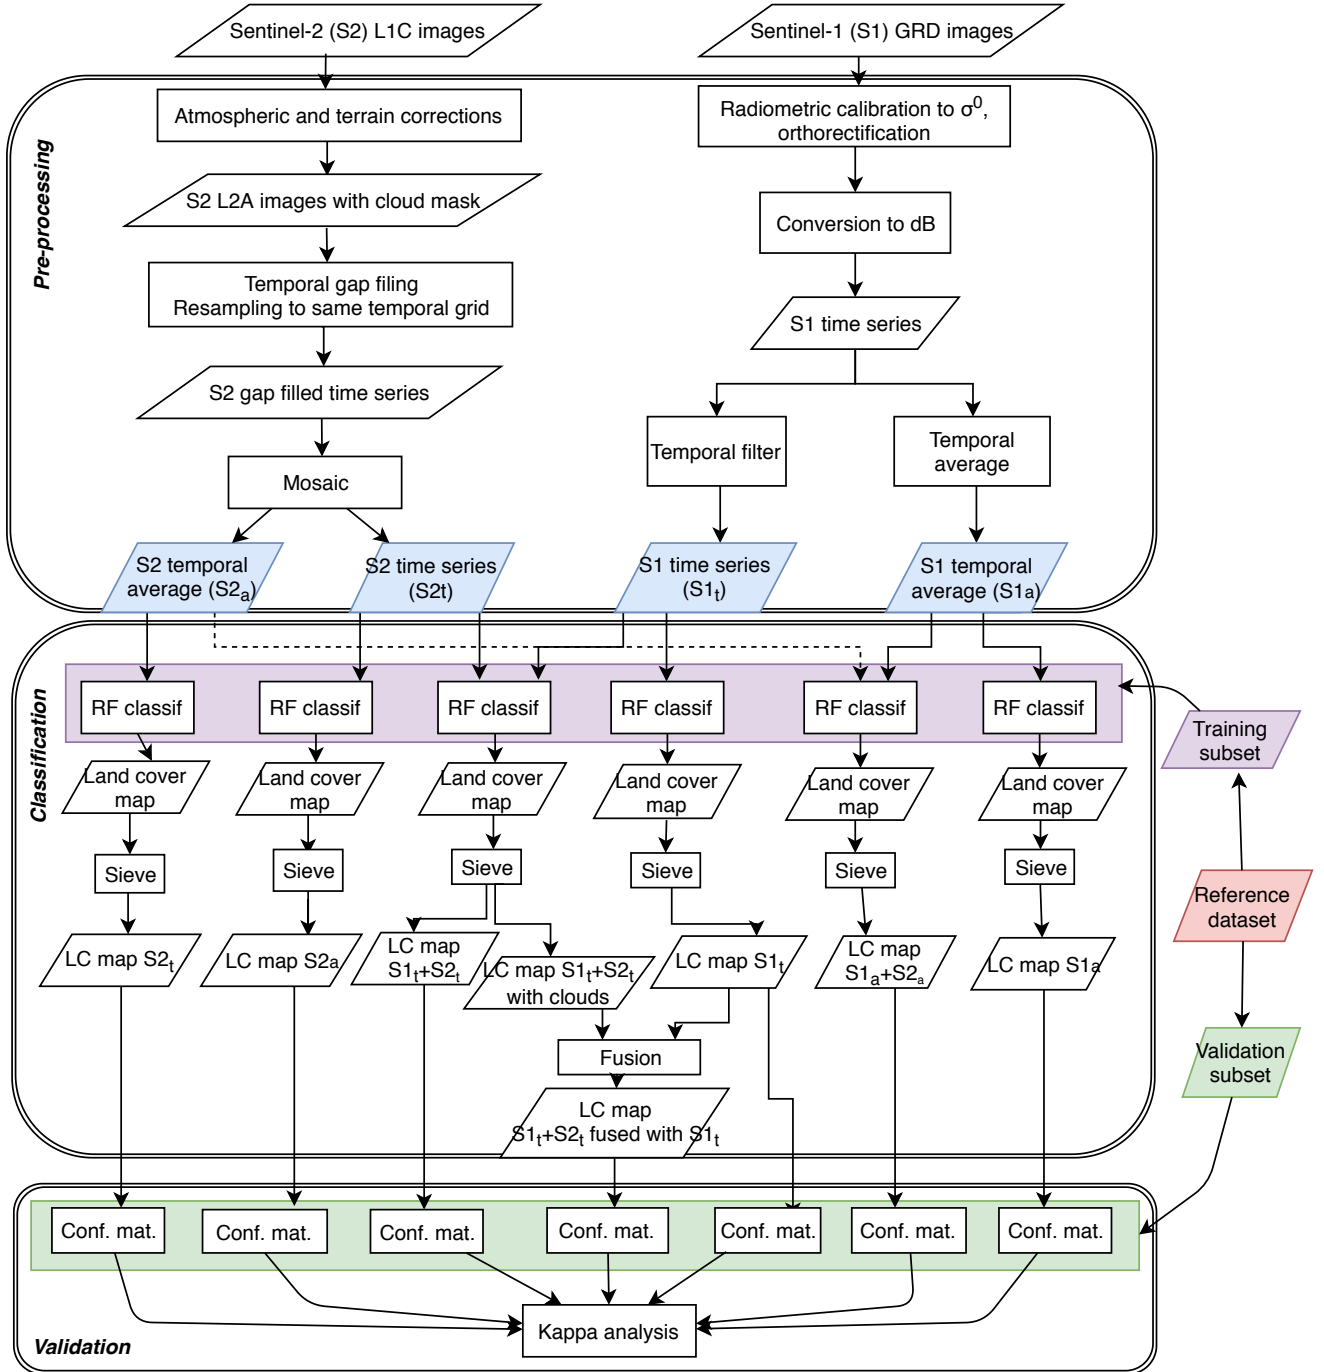 Sentinel-2 (S2) L1C images
Sentinel-1 (S1) GRD images
Pre-processing
Atmospheric and terrain corrections
Radiometric calibration to σ⁰,
orthorectification
S2 L2A images with cloud mask
Conversion to dB
Temporal gap filing
Resampling to same temporal grid
S1 time series
S2 gap filled time series
Temporal filter
Temporal
average
Mosaic
S2 temporal
average (S2a)
S2 time series
(S2t)
S1 time series
(S1t)
S1 temporal
average (S1a)
Classification
RF classif
RF classif
RF classif
RF classif
RF classif
RF classif
Training
subset
Land cover
map
Land cover
map
Land cover
map
Land cover
map
Land cover
map
Land cover
map
Sieve
Sieve
Sieve
Sieve
Sieve
Sieve
Reference
dataset
LC map S2t
LC map S2a
LC map
S1t+S2t
LC map S1t+S2t
with clouds
LC map S1t
LC map
S1a+S2a
LC map S1a
Fusion
Validation
subset
LC map
S1t+S2t fused with S1t
Conf. mat.
Conf. mat.
Conf. mat.
Conf. mat.
Conf. mat.
Conf. mat.
Conf. mat.
Kappa analysis
Validation